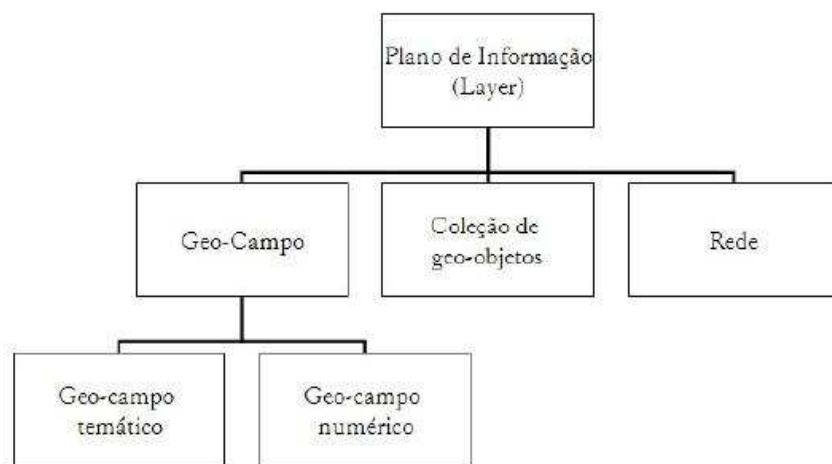 Plano de Informação
(Layer)
Geo-Campo
Coleção de
geo-objetos
Rede
Geo-campo
temático
Geo-campo
numérico